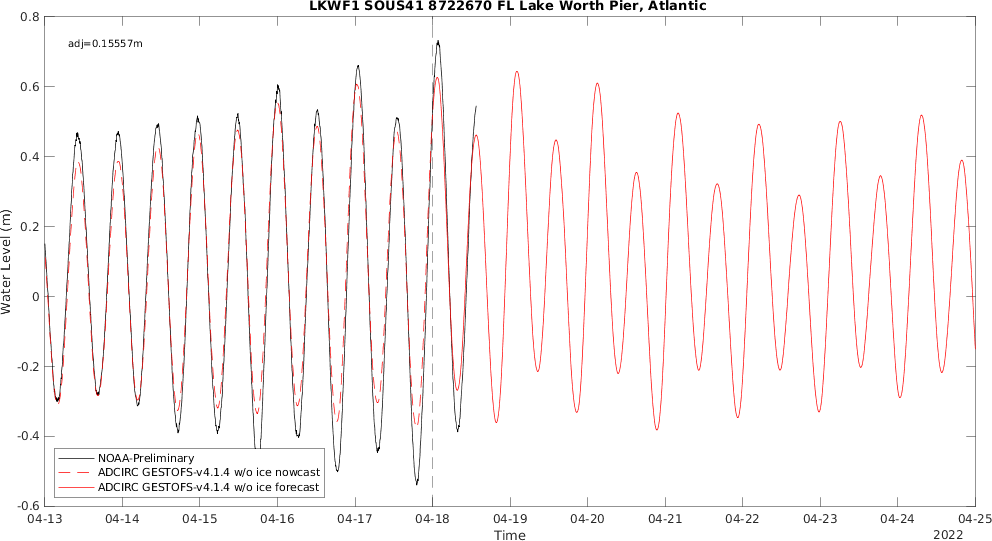 LKWF1 SOUS41 8722670 FL Lake Worth Pier, Atlantic
adj=0.15557m
0.8
0.6
0.4
0.2
0
-0.2
-0.4
-0.6
Water Level (m)
NOAA-Preliminary
ADCIRC GESTOFS-v4.1.4 w/o ice nowcast
ADCIRC GESTOFS-v4.1.4 w/o ice forecast
04-13 04-14 04-15 04-16 04-17 04-18 04-19 04-20 04-21 04-22 04-23 04-24 04-25
Time
2022